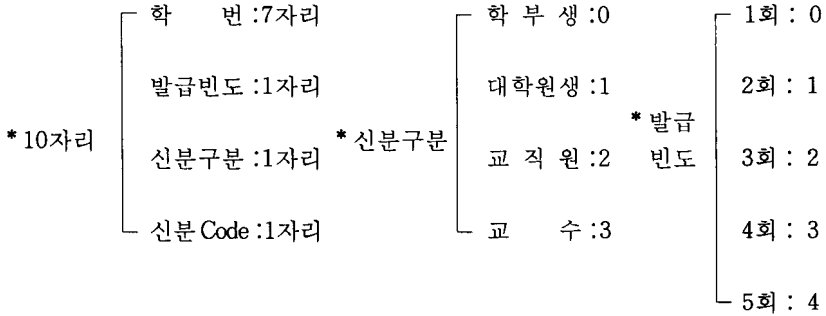 학 번 :7자리 학 부 생 :0 1회 : 0
발급빈도 :1자리 대학원생 :1 2회 : 1
* 10자리 * 신분구분 * 발급 빈도
신분구분 :1자리 교 직 원 :2 3회 : 2
신분 Code :1자리 교 수 :3 4회 : 3
5회 : 4